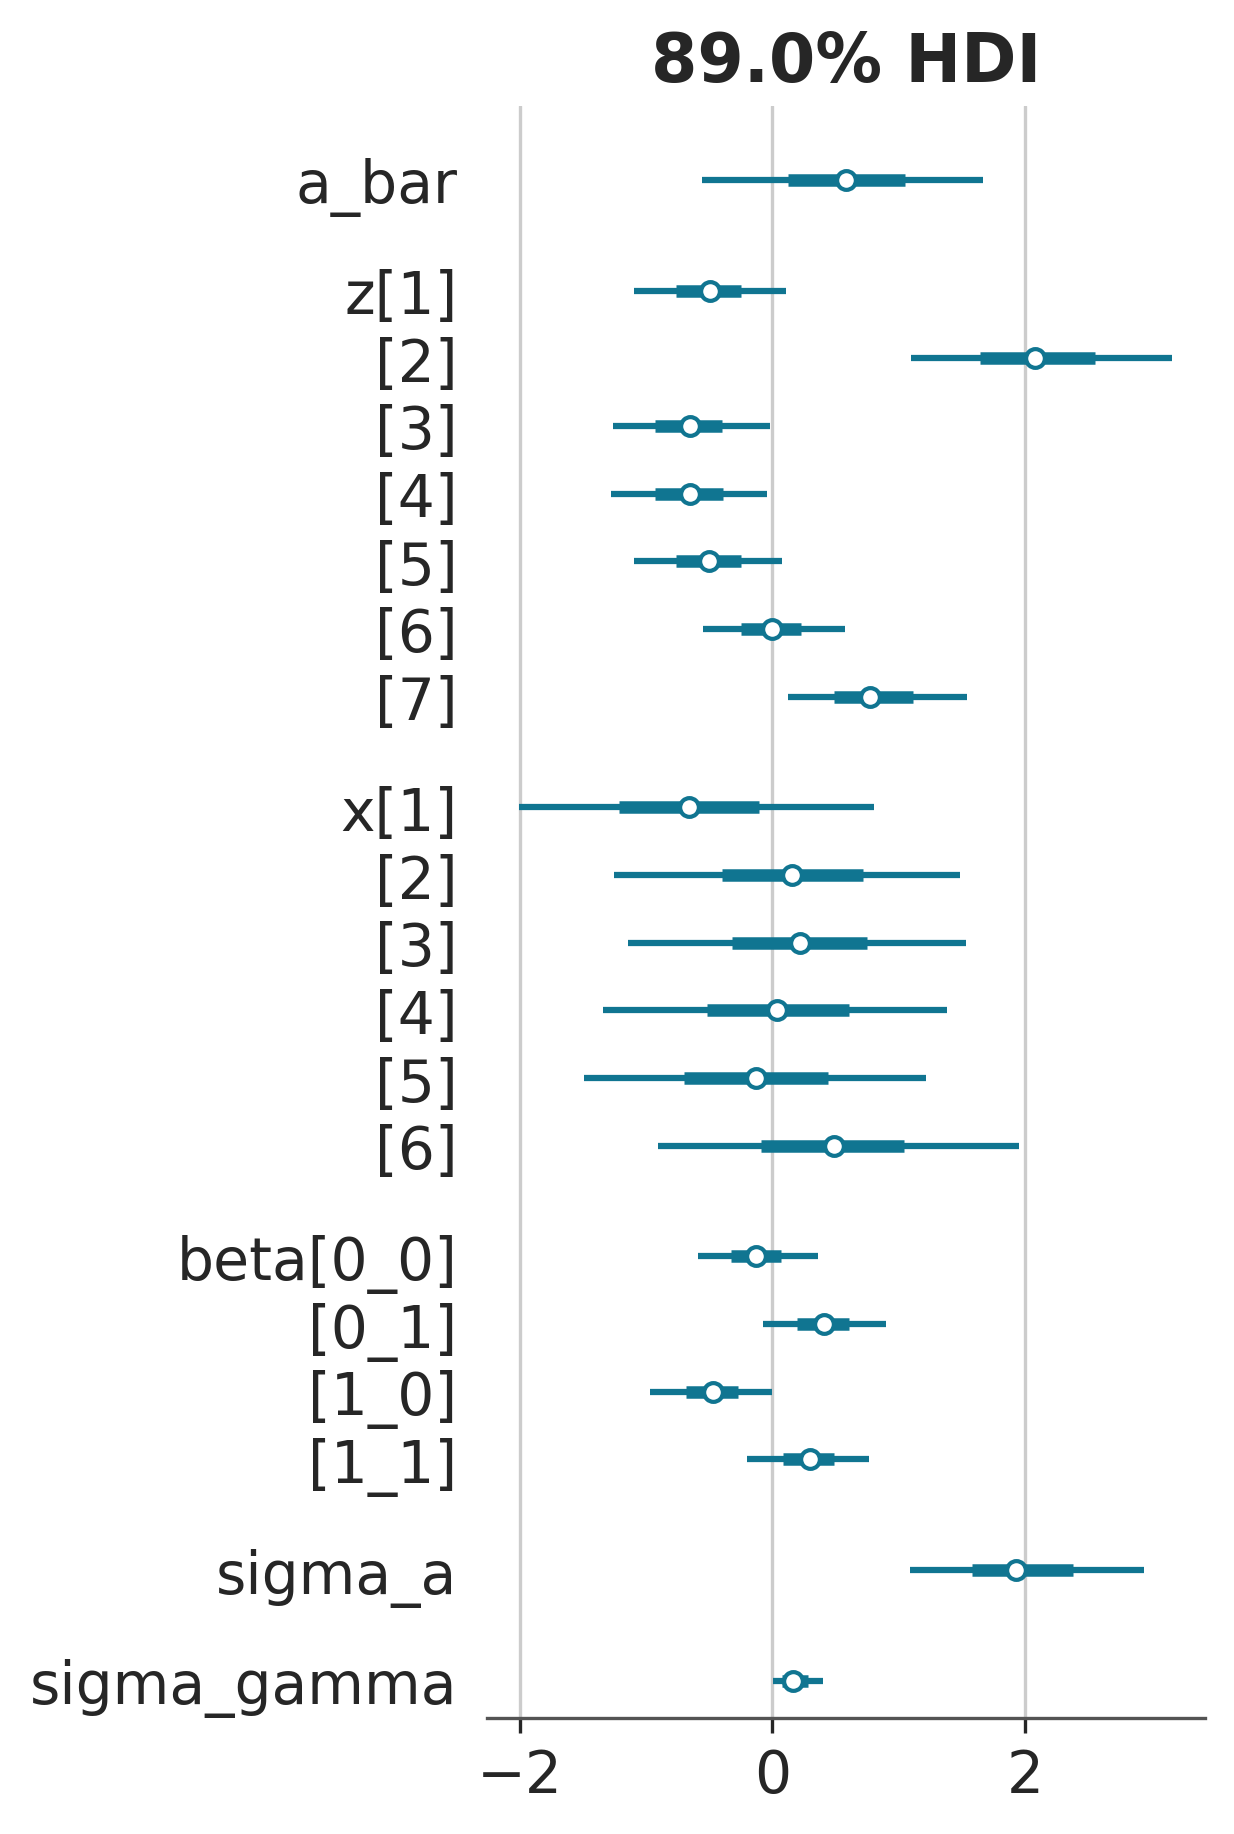 89.0% HDI
a_bar
z[1]
[2]
[3]
[4]
[5]
[6]
[7]
x[1]
[2]
[3]
[4]
[5]
[6]
beta[0_0]
[0_1]
[1_0]
[1_1]
sigma_a
sigma_gamma
−2 0 2